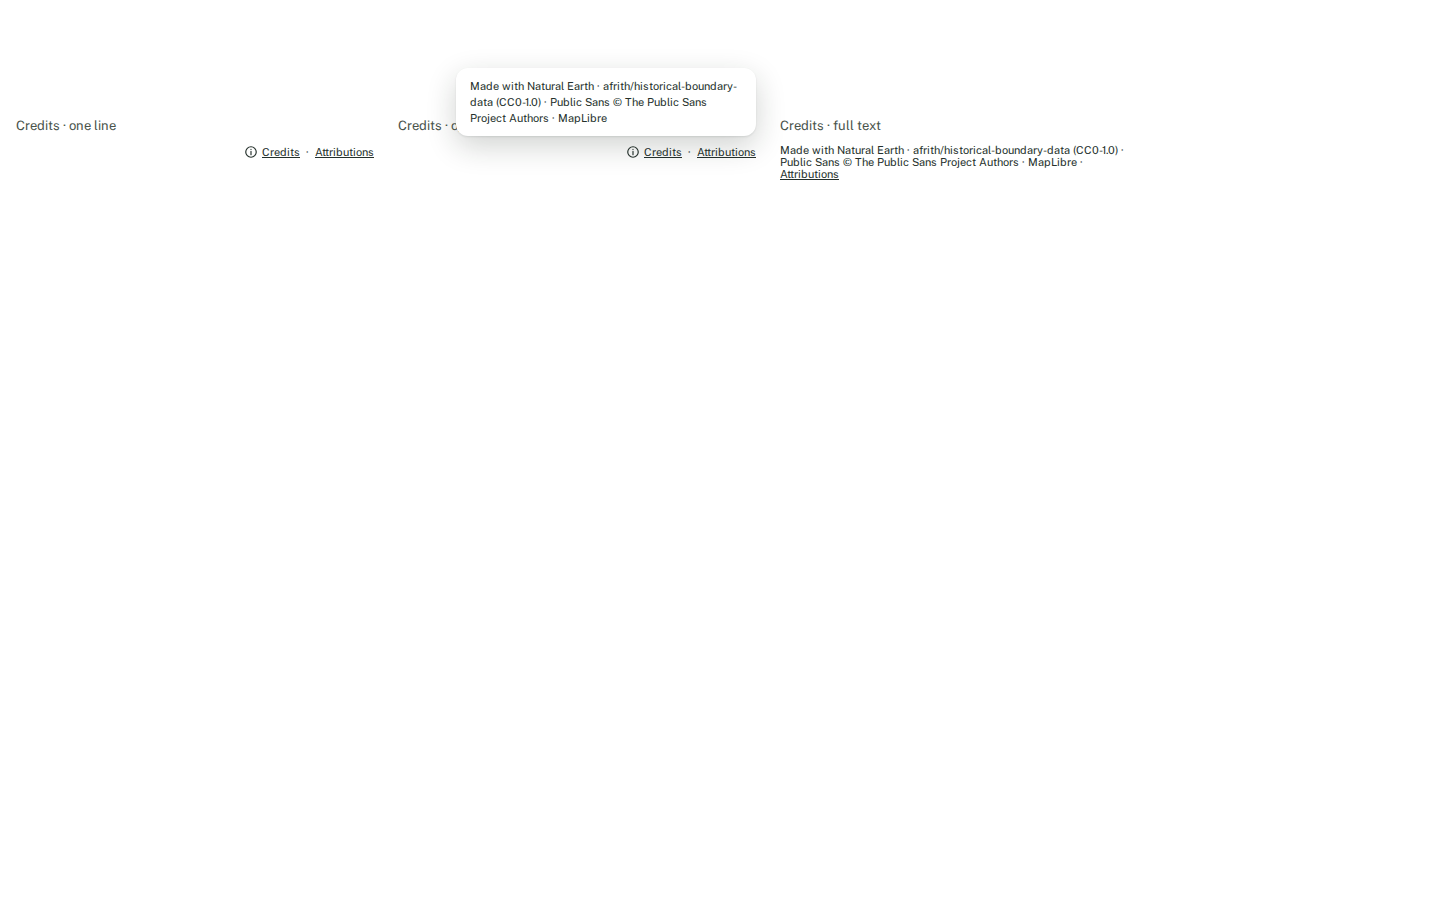 Credits · one line
Credits · Attributions
Made with Natural Earth · afrith/historical-boundary-
data (CC0-1.0) · Public Sans © The Public Sans
Project Authors · MapLibre
Credits ·
Credits · Attributions
Credits · full text
Made with Natural Earth · afrith/historical-boundary-data (CC0-1.0) ·
Public Sans © The Public Sans Project Authors · MapLibre ·
Attributions